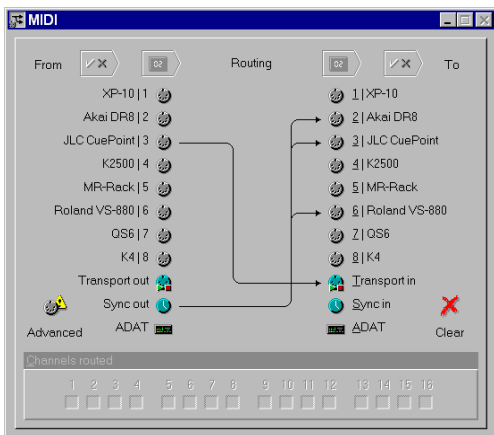 MIDI
From Routing To
XP-10 | 1 1 | XP-10
Akai DR8 | 2 2 | Akai DR8
JLC CuePoint | 3 3 | JLC CuePoint
K2500 | 4 4 | K2500
MR-Rack | 5 5 | MR-Rack
Roland VS-880 | 6 6 | Roland VS-880
QS6 | 7 7 | QS6
K4 | 8 8 | K4
Transport out Transport in
Sync out Sync in
ADAT ADAT
Advanced Clear
Channels routed
1 2 3 4 5 6 7 8 9 10 11 12 13 14 15 16